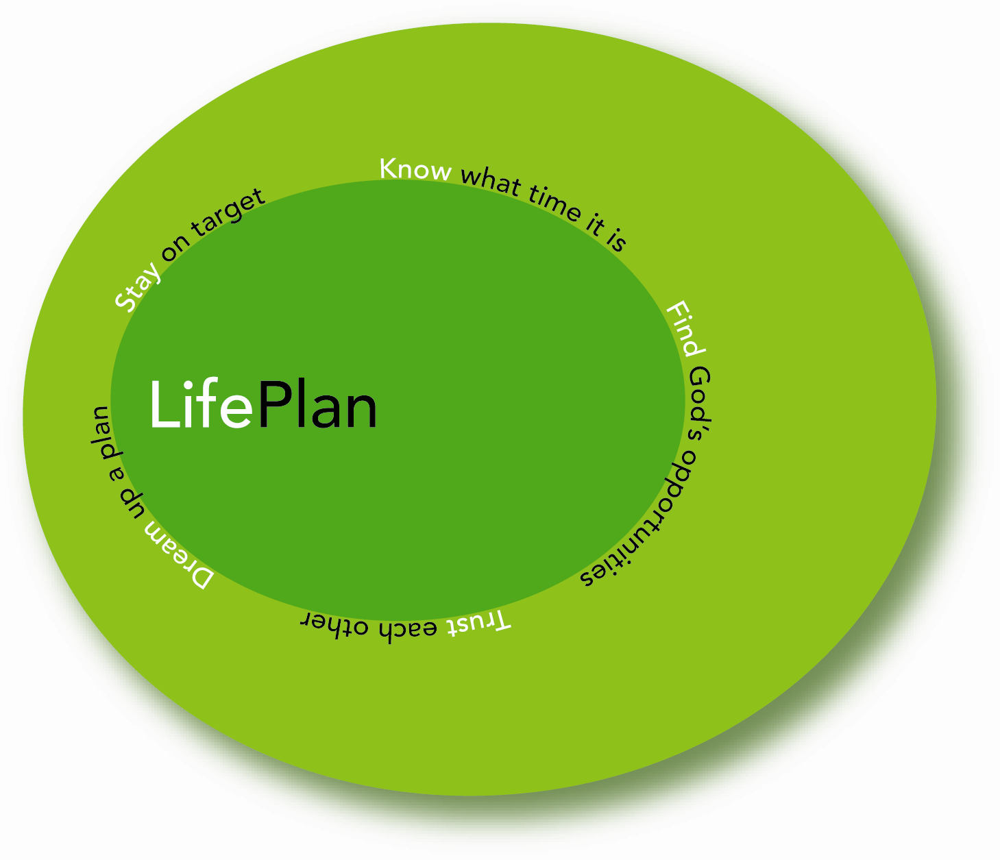 Know what time it is
Find God's opportunities
Trust each other
Dream up a plan
Stay on target
LifePlan